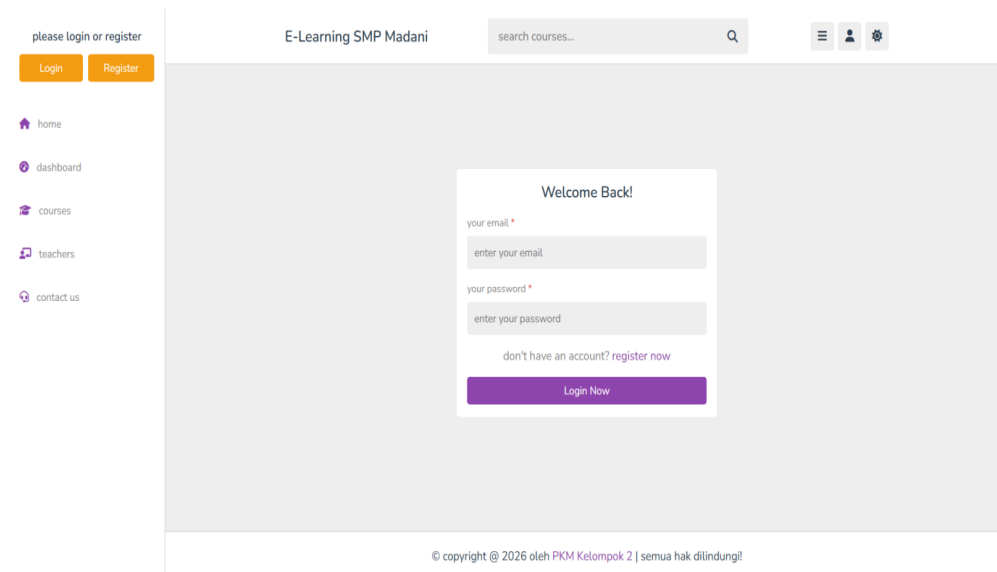 please login or register
Login Register
home
dashboard
courses
teachers
contact us
E-Learning SMP Madani
search courses...
Welcome Back!
your email *
enter your email
your password *
enter your password
don't have an account? register now
Login Now
© copyright @ 2026 oleh PKM Kelompok 2 | semua hak dilindungi!